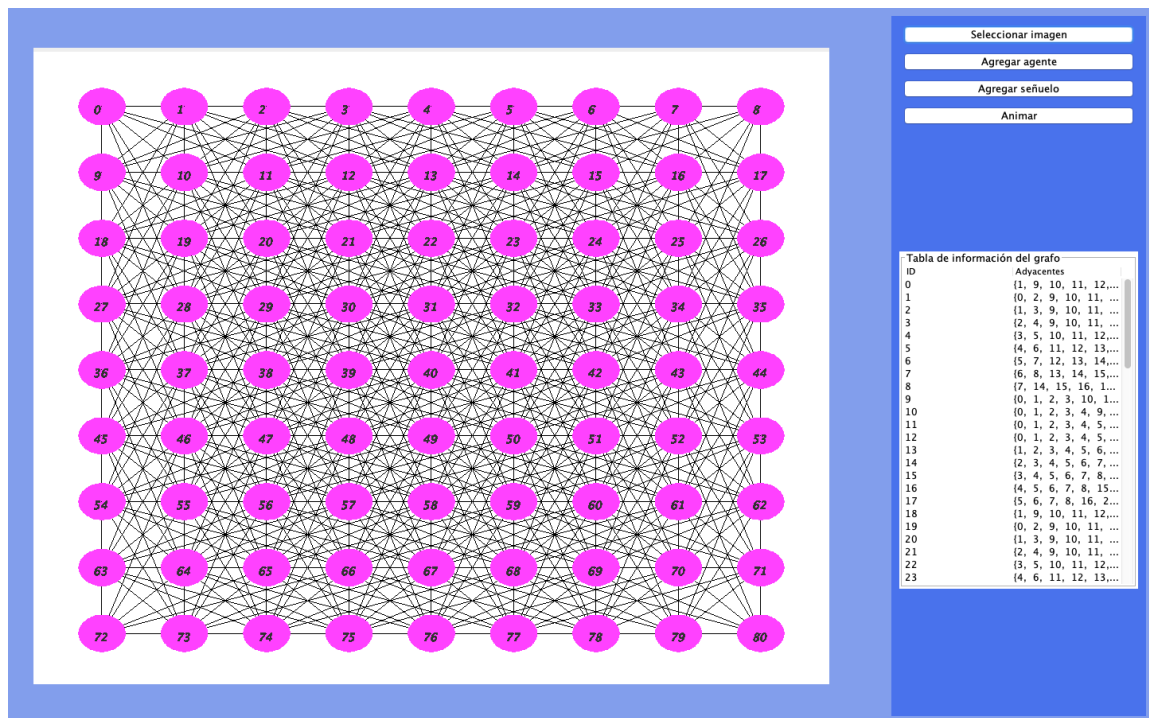 Seleccionar imagen
Agregar agente
Agregar señuelo
Animar
0 1 2 3 4 5 6 7 8
9 10 11 12 13 14 15 16 17
18 19 20 21 22 23 24 25 26
27 28 29 30 31 32 33 34 35
36 37 38 39 40 41 42 43 44
45 46 47 48 49 50 51 52 53
54 55 56 57 58 59 60 61 62
63 64 65 66 67 68 69 70 71
72 73 74 75 76 77 78 79 80
Tabla de información del grafo
ID Adyacentes
0 {1, 9, 10, 11, 12,...
1 {0, 2, 9, 10, 11, ...
2 {1, 3, 9, 10, 11, ...
3 {2, 4, 9, 10, 11, ...
4 {3, 5, 10, 11, 12,...
5 {4, 6, 11, 12, 13,...
6 {5, 7, 12, 13, 14,...
7 {6, 8, 13, 14, 15,...
8 {7, 14, 15, 16, 1...
9 {0, 1, 2, 3, 10, 1...
10 {0, 1, 2, 3, 4, 9, ...
11 {0, 1, 2, 3, 4, 5, ...
12 {0, 1, 2, 3, 4, 5, ...
13 {1, 2, 3, 4, 5, 6, ...
14 {2, 3, 4, 5, 6, 7, ...
15 {3, 4, 5, 6, 7, 8, ...
16 {4, 5, 6, 7, 8, 15...
17 {5, 6, 7, 8, 16, 2...
18 {1, 9, 10, 11, 12,...
19 {0, 2, 9, 10, 11, ...
20 {1, 3, 9, 10, 11, ...
21 {2, 4, 9, 10, 11, ...
22 {3, 5, 10, 11, 12,...
23 {4, 6, 11, 12, 13,...